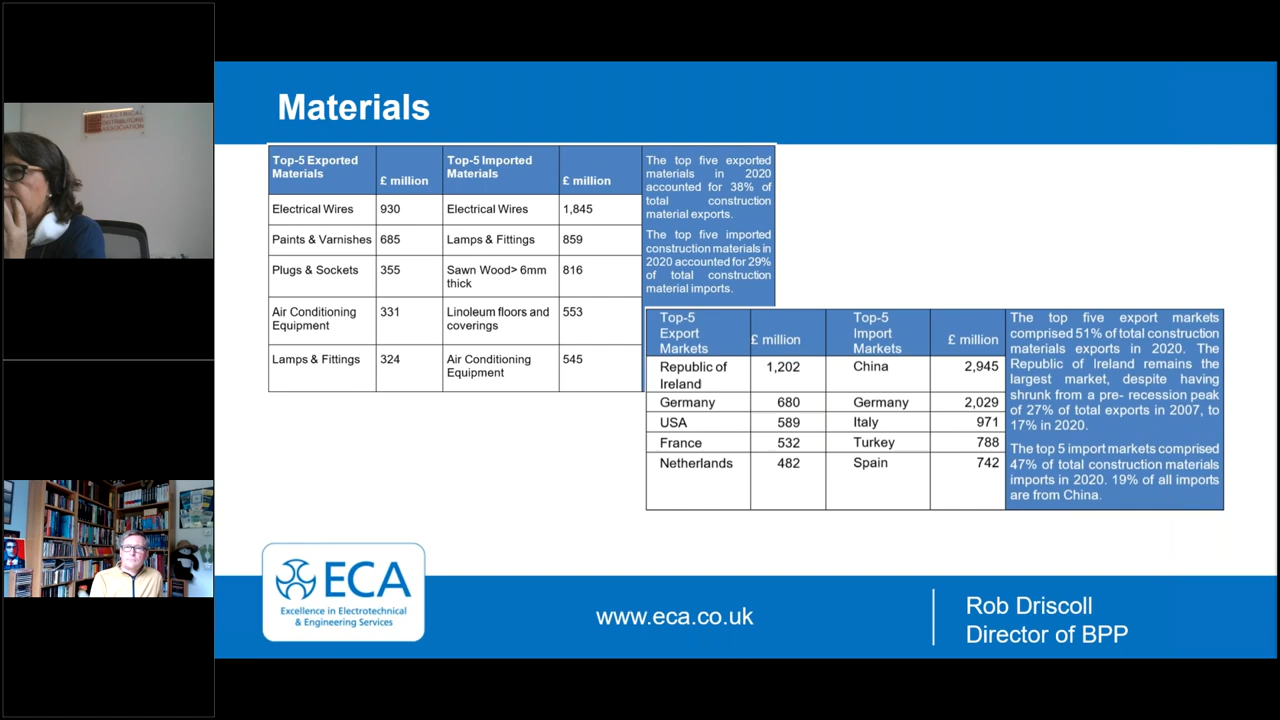 ELECTRICAL
DISTRIBUTORS
ASSOCIATION
Materials
Top-5 Exported
Materials
£ million
Top-5 Imported
Materials
£ million
Electrical Wires 930 Electrical Wires 1,845
Paints & Varnishes 685 Lamps & Fittings 859
Plugs & Sockets 355 Sawn Wood> 6mm
thick 816
Air Conditioning
Equipment 331 Linoleum floors and
coverings 553
Lamps & Fittings 324 Air Conditioning
Equipment 545
The top five exported
materials in 2020
accounted for 38% of
total construction
material exports.
The top five imported
construction materials in
2020 accounted for 29%
of total construction
material imports.
Top-5
Export
Markets
£ million
Top-5
Import
Markets
£ million
Republic of
Ireland 1,202 China 2,945
Germany 680 Germany 2,029
USA 589 Italy 971
France 532 Turkey 788
Netherlands 482 Spain 742
The top five export markets
comprised 51% of total construction
materials exports in 2020. The
Republic of Ireland remains the
largest market, despite having
shrunk from a pre- recession peak
of 27% of total exports in 2007, to
17% in 2020.
The top 5 import markets comprised
47% of total construction materials
imports in 2020. 19% of all imports
are from China.
ECA
Excellence in Electrotechnical
& Engineering Services
www.eca.co.uk
Rob Driscoll
Director of BPP